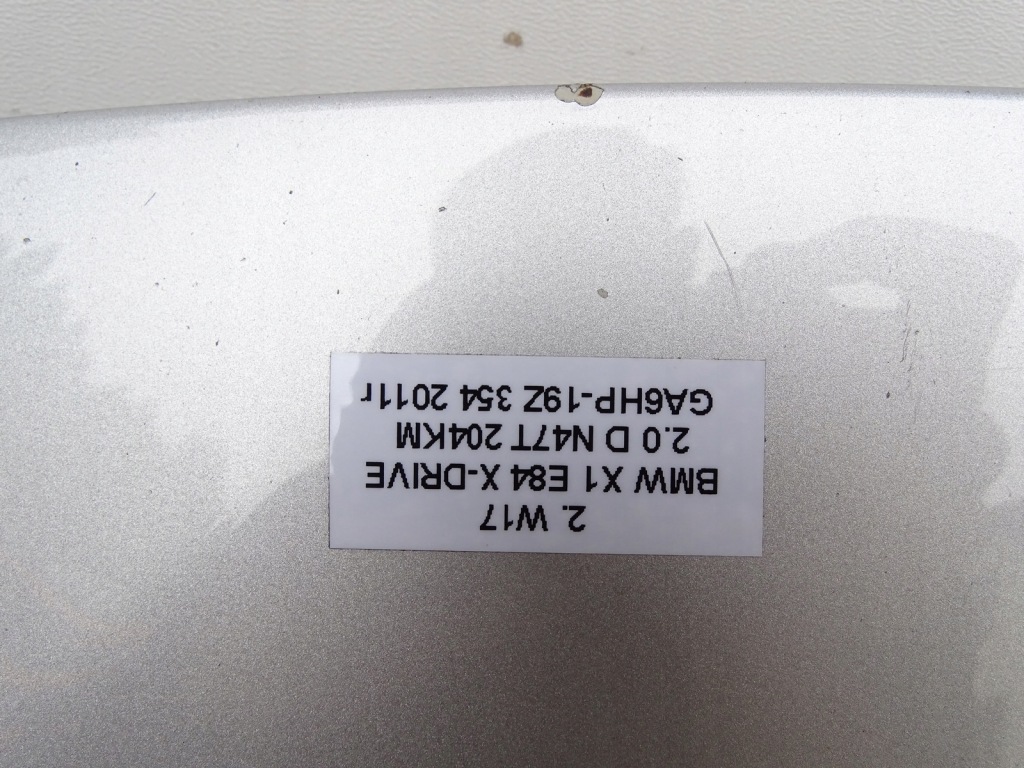 2. W17
BMW X1 E84 X-DRIVE
2.0 D N47T 204KM
GA6HP-19Z 354 2011r